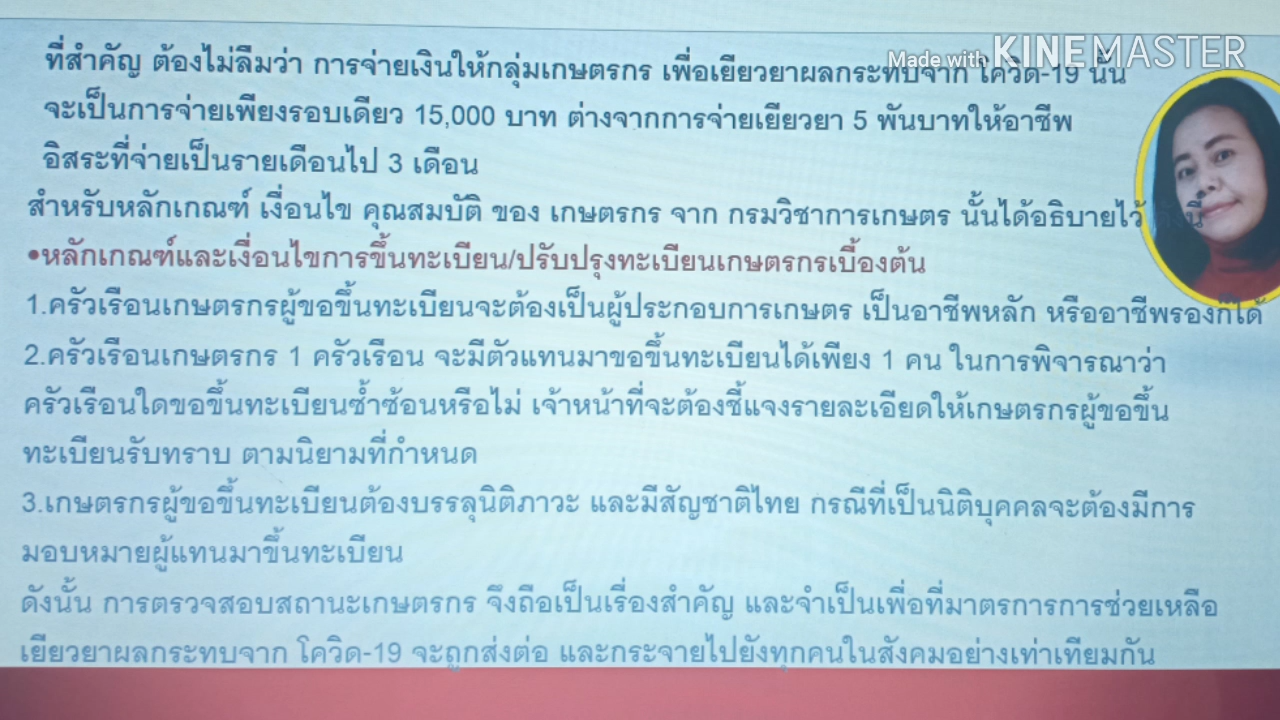 ที่สำคัญ ต้องไม่ลืมว่า การจ่ายเงินให้กลุ่มเกษตรกร เพื่อเยียวยาผลกระทบจาก โควิด-19 นั้น
Made with KINEMASTER
จะเป็นการจ่ายเพียงรอบเดียว 15,000 บาท ต่างจากการจ่ายเยียวยา 5 พันบาทให้อาชีพ
อิสระที่จ่ายเป็นรายเดือนไป 3 เดือน
สำหรับหลักเกณฑ์ เงื่อนไข คุณสมบัติ ของ เกษตรกร จาก กรมวิชาการเกษตร นั้นได้อธิบายไว้ ดังนี้
•หลักเกณฑ์และเงื่อนไขการขึ้นทะเบียน/ปรับปรุงทะเบียนเกษตรกรเบื้องต้น
1.ครัวเรือนเกษตรกรผู้ขอขึ้นทะเบียนจะต้องเป็นผู้ประกอบการเกษตร เป็นอาชีพหลัก หรืออาชีพรองก็ได้
2.ครัวเรือนเกษตรกร 1 ครัวเรือน จะมีตัวแทนมาขอขึ้นทะเบียนได้เพียง 1 คน ในการพิจารณาว่า
ครัวเรือนใดขอขึ้นทะเบียนซ้ำซ้อนหรือไม่ เจ้าหน้าที่จะต้องชี้แจงรายละเอียดให้เกษตรกรผู้ขอขึ้น
ทะเบียนรับทราบ ตามนิยามที่กำหนด
3.เกษตรกรผู้ขอขึ้นทะเบียนต้องบรรลุนิติภาวะ และมีสัญชาติไทย กรณีที่เป็นนิติบุคคลจะต้องมีการ
มอบหมายผู้แทนมาขึ้นทะเบียน
ดังนั้น การตรวจสอบสถานะเกษตรกร จึงถือเป็นเรื่องสำคัญ และจำเป็นเพื่อที่มาตรการการช่วยเหลือ
เยียวยาผลกระทบจาก โควิด-19 จะถูกส่งต่อ และกระจายไปยังทุกคนในสังคมอย่างเท่าเทียมกัน